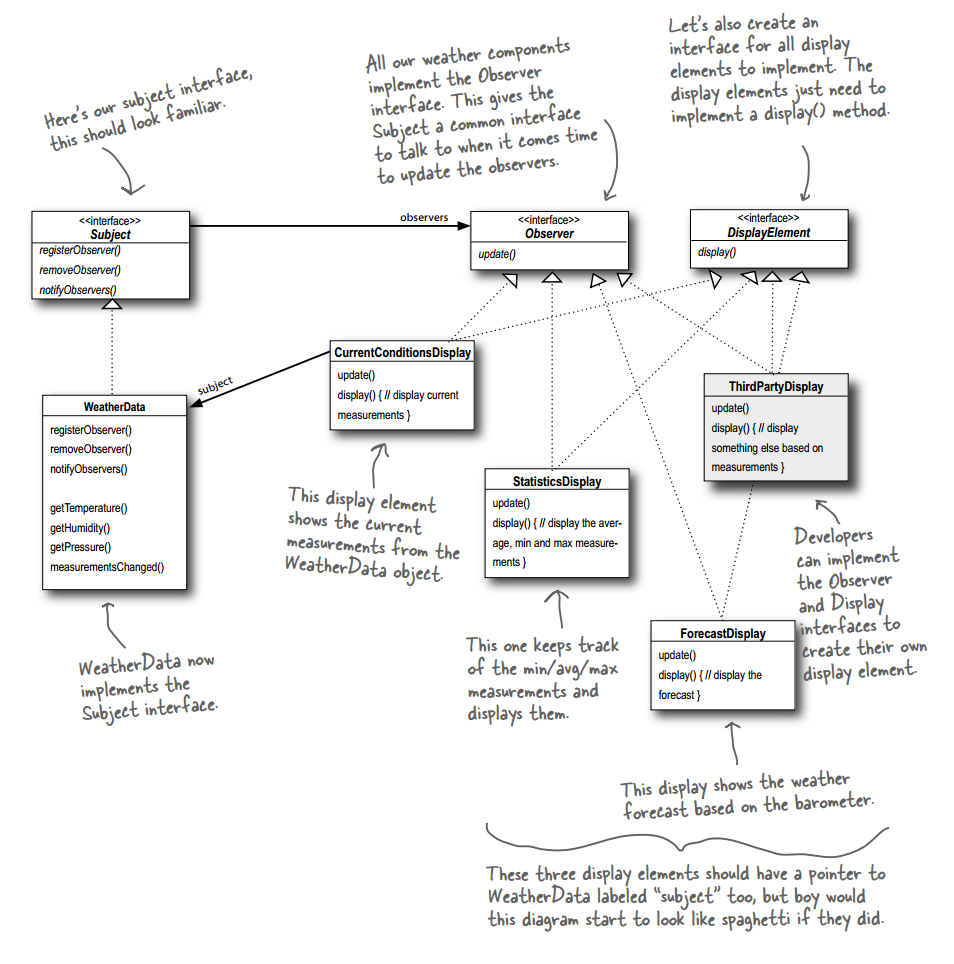 Here's our subject interface,
this should look familiar.
All our weather components
implement the Observer
interface. This gives the
Subject a common interface
to talk to when it comes time
to update the observers.
Let's also create an
interface for all display
elements to implement. The
display elements just need to
implement a display() method.
<<interface>>
Subject
registerObserver()
removeObserver()
notifyObservers()
observers
<<interface>>
Observer
update()
<<interface>>
DisplayElement
display()
subject
WeatherData
registerObserver()
removeObserver()
notifyObservers()
getTemperature()
getHumidity()
getPressure()
measurementsChanged()
CurrentConditionsDisplay
update()
display() { // display current
measurements }
ThirdPartyDisplay
update()
display() { // display
something else based on
measurements }
StatisticsDisplay
update()
display() { // display the aver-
age, min and max measure-
ments }
This display element
shows the current
measurements from the
WeatherData object.
Developers
can implement
the Observer
and Display
interfaces to
create their own
display element.
WeatherData now
implements the
Subject interface.
This one keeps track
of the min/avg/max
measurements and
displays them.
ForecastDisplay
update()
display() { // display the
forecast }
This display shows the weather
forecast based on the barometer.
These three display elements should have a pointer to
WeatherData labeled "subject" too, but boy would
this diagram start to look like spaghetti if they did.